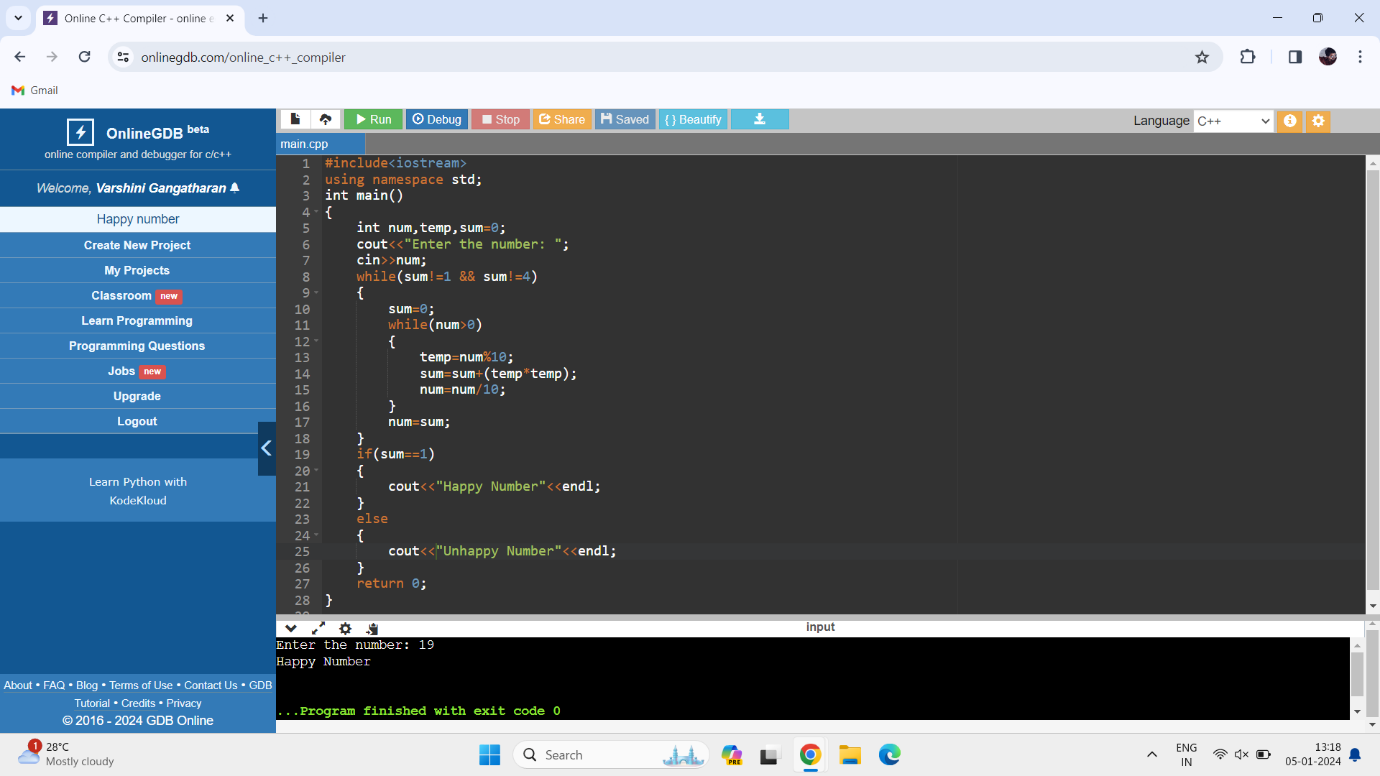 Online C++ Compiler - online e
onlinegdb.com/online_c++_compiler
Gmail
OnlineGDB beta
online compiler and debugger for c/c++
Welcome, Varshini Gangatharan
Happy number
Create New Project
My Projects
Classroom new
Learn Programming
Programming Questions
Jobs new
Upgrade
Logout
Learn Python with
KodeKloud
About • FAQ • Blog • Terms of Use • Contact Us • GDB
Tutorial • Credits • Privacy
© 2016 - 2024 GDB Online
Run Debug Stop Share Saved { } Beautify
Language C++
main.cpp
1 #include<iostream>
2 using namespace std;
3 int main()
4 {
5 int num,temp,sum=0;
6 cout<<"Enter the number: ";
7 cin>>num;
8 while(sum!=1 && sum!=4)
9 {
10 sum=0;
11 while(num>0)
12 {
13 temp=num%10;
14 sum=sum+(temp*temp);
15 num=num/10;
16 }
17 num=sum;
18 }
19 if(sum==1)
20 {
21 cout<<"Happy Number"<<endl;
22 }
23 else
24 {
25 cout<<"Unhappy Number"<<endl;
26 }
27 return 0;
28 }
input
Enter the number: 19
Happy Number
...Program finished with exit code 0
1
28°C
Mostly cloudy
Search
PRE
ENG
IN
13:18
05-01-2024